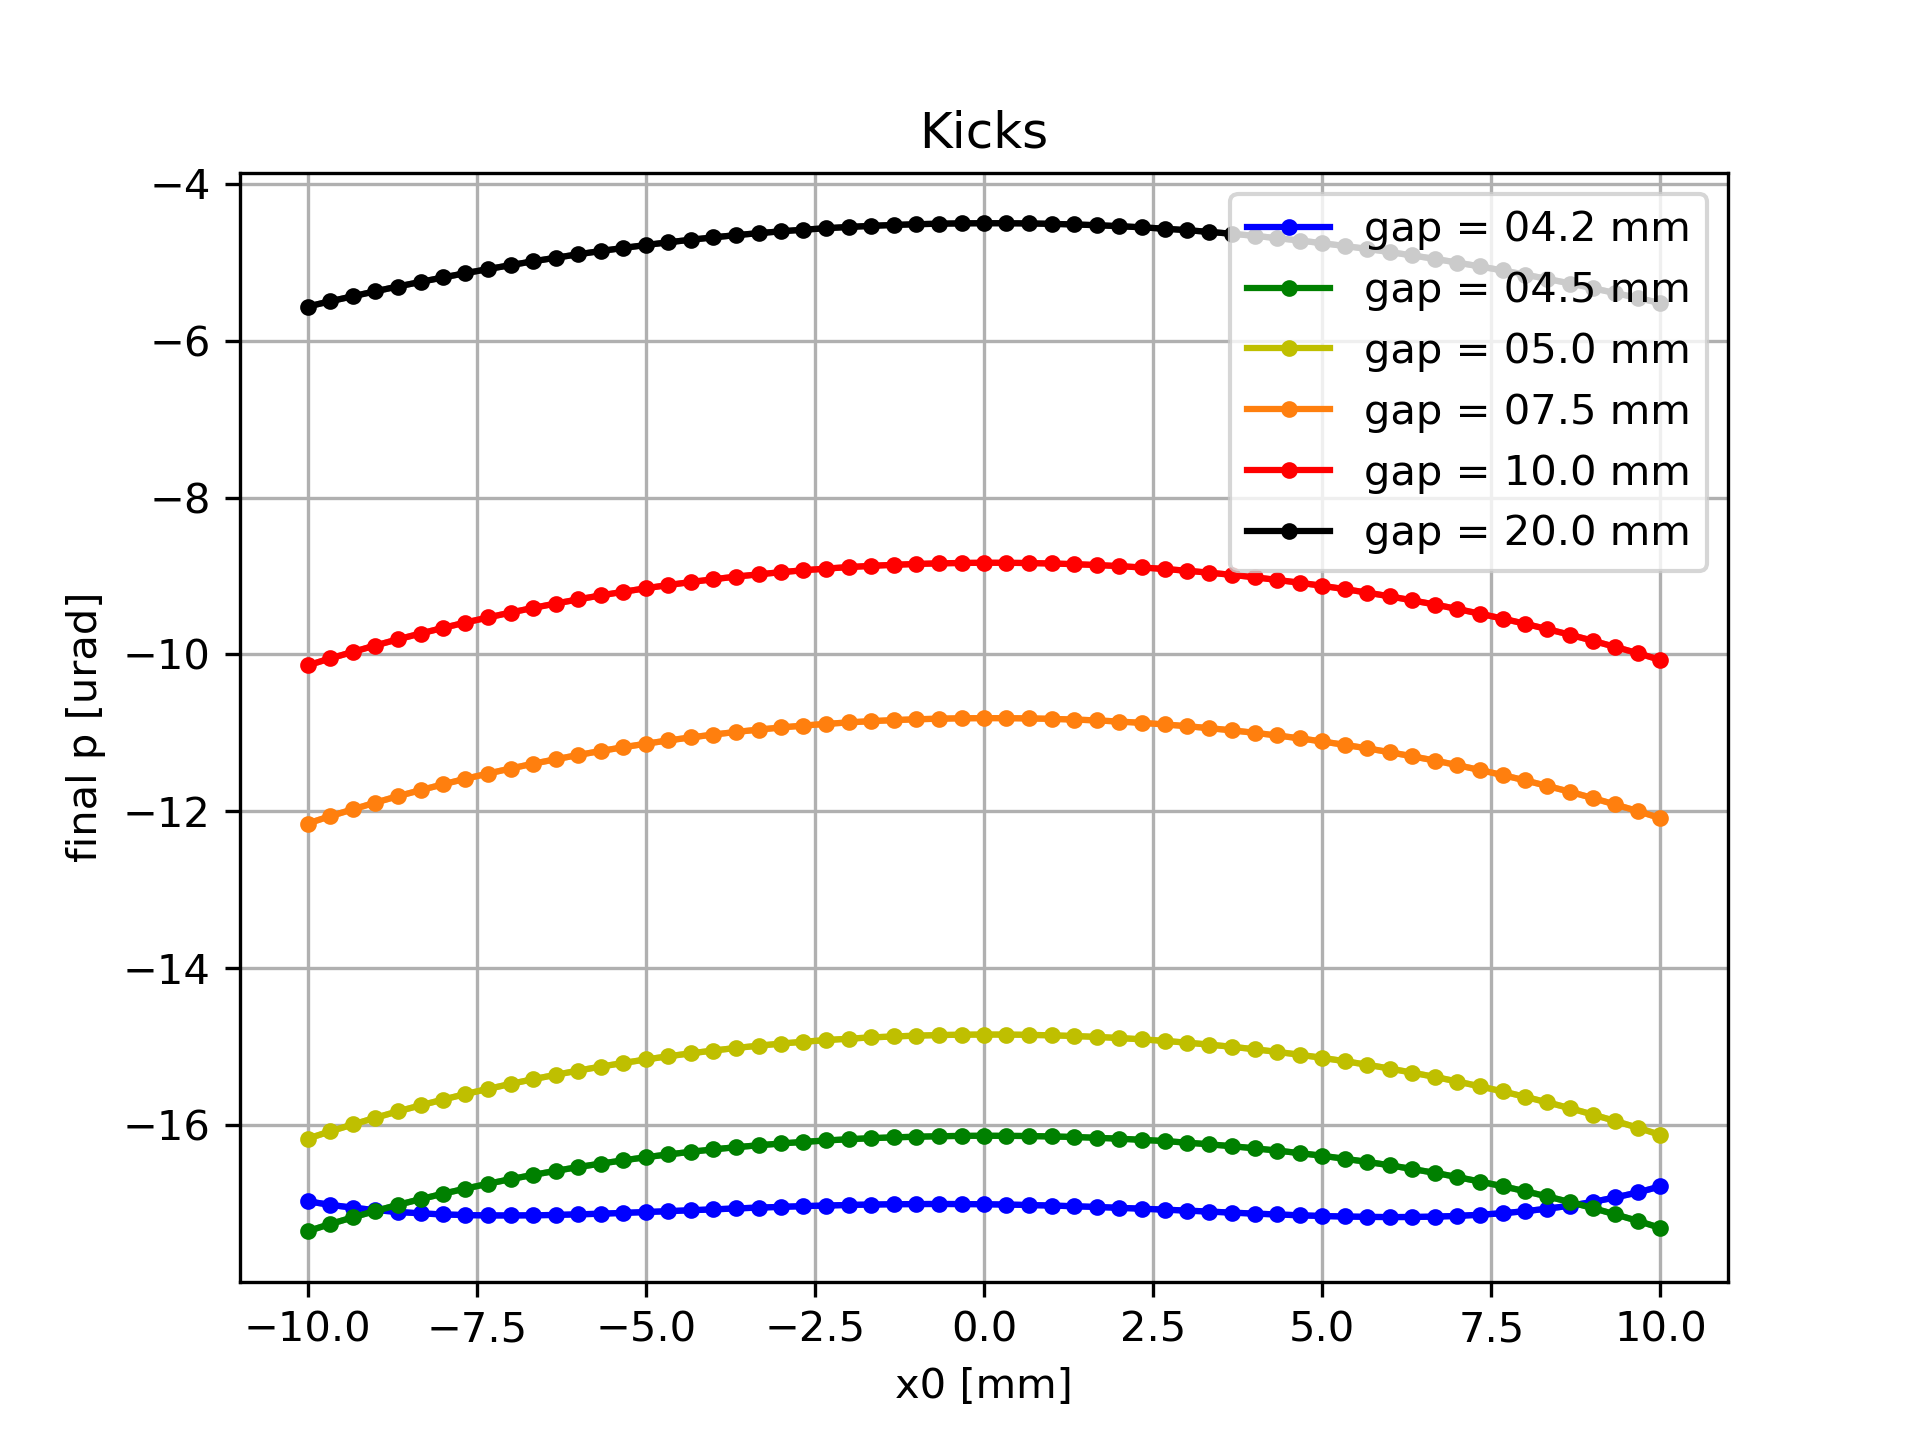 Kicks
−4
−6
−8
−10
−12
−14
−16
final p [urad]
gap = 04.2 mm
gap = 04.5 mm
gap = 05.0 mm
gap = 07.5 mm
gap = 10.0 mm
gap = 20.0 mm
−10.0 −7.5 −5.0 −2.5 0.0 2.5 5.0 7.5 10.0
x0 [mm]